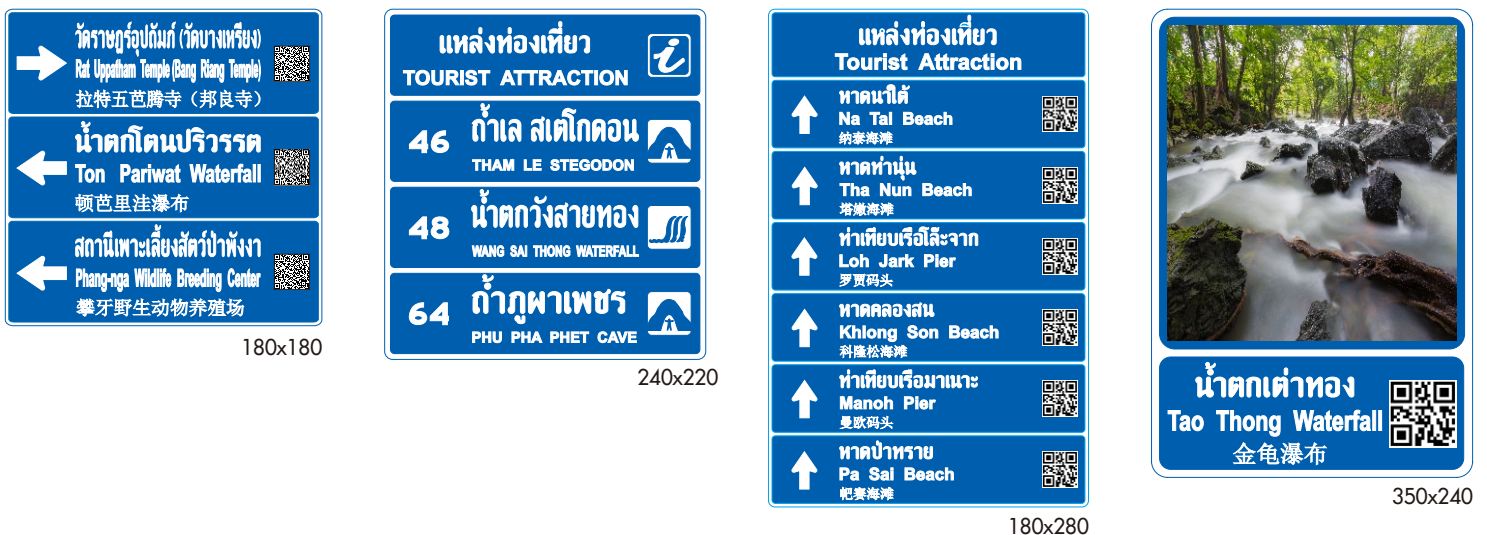 วัดราษฎร์อุปถัมภ์ (วัดบางเหรียง)
Rat Uppatham Temple (Bang Riang Temple)
拉特五芭腾寺（邦良寺）
น้ำตกโตนปริวรรต
Ton Pariwat Waterfall
顿芭里洼瀑布
สถานีเพาะเลี้ยงสัตว์ป่าพังงา
Phang-nga Wildlife Breeding Center
攀牙野生动物养殖场
180x180
แหล่งท่องเที่ยว
TOURIST ATTRACTION
i
46
ถ้ำเล สเตโกดอน
THAM LE STEGODON
48
น้ำตกวังสายทอง
WANG SAI THONG WATERFALL
64
ถ้ำภูผาเพชร
PHU PHA PHET CAVE
240x220
แหล่งท่องเที่ยว
Tourist Attraction
หาดนาใต้
Na Tai Beach
纳泰海滩
หาดท่านุ่น
Tha Nun Beach
塔嫩海滩
ท่าเทียบเรือโล๊ะจาก
Loh Jark Pier
罗贾码头
หาดคลองสน
Khlong Son Beach
科隆松海滩
ท่าเทียบเรือมาเนาะ
Manoh Pier
曼欧码头
หาดป่าทราย
Pa Sai Beach
帊赛海滩
180x280
น้ำตกเต่าทอง
Tao Thong Waterfall
金龟瀑布
350x240